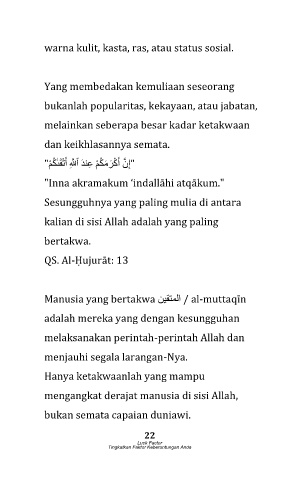 warna kulit, kasta, ras, atau status sosial.
Yang membedakan kemuliaan seseorang
bukanlah popularitas, kekayaan, atau jabatan,
melainkan seberapa besar kadar ketakwaan
dan keikhlasannya semata.
"إِنَّ أَكْرَمَكُمْ عِندَ ٱللَّهِ أَتْقَىٰكُمْ"
"Inna akramakum ‘indallāhi atqākum."
Sesungguhnya yang paling mulia di antara
kalian di sisi Allah adalah yang paling
bertakwa.
QS. Al-Ḥujurāt: 13
Manusia yang bertakwa المتقين / al-muttaqīn
adalah mereka yang dengan kesungguhan
melaksanakan perintah-perintah Allah dan
menjauhi segala larangan-Nya.
Hanya ketakwaanlah yang mampu
mengangkat derajat manusia di sisi Allah,
bukan semata capaian duniawi.
22
Luck Factor
Tingkatkan Faktor Keberuntungan Anda